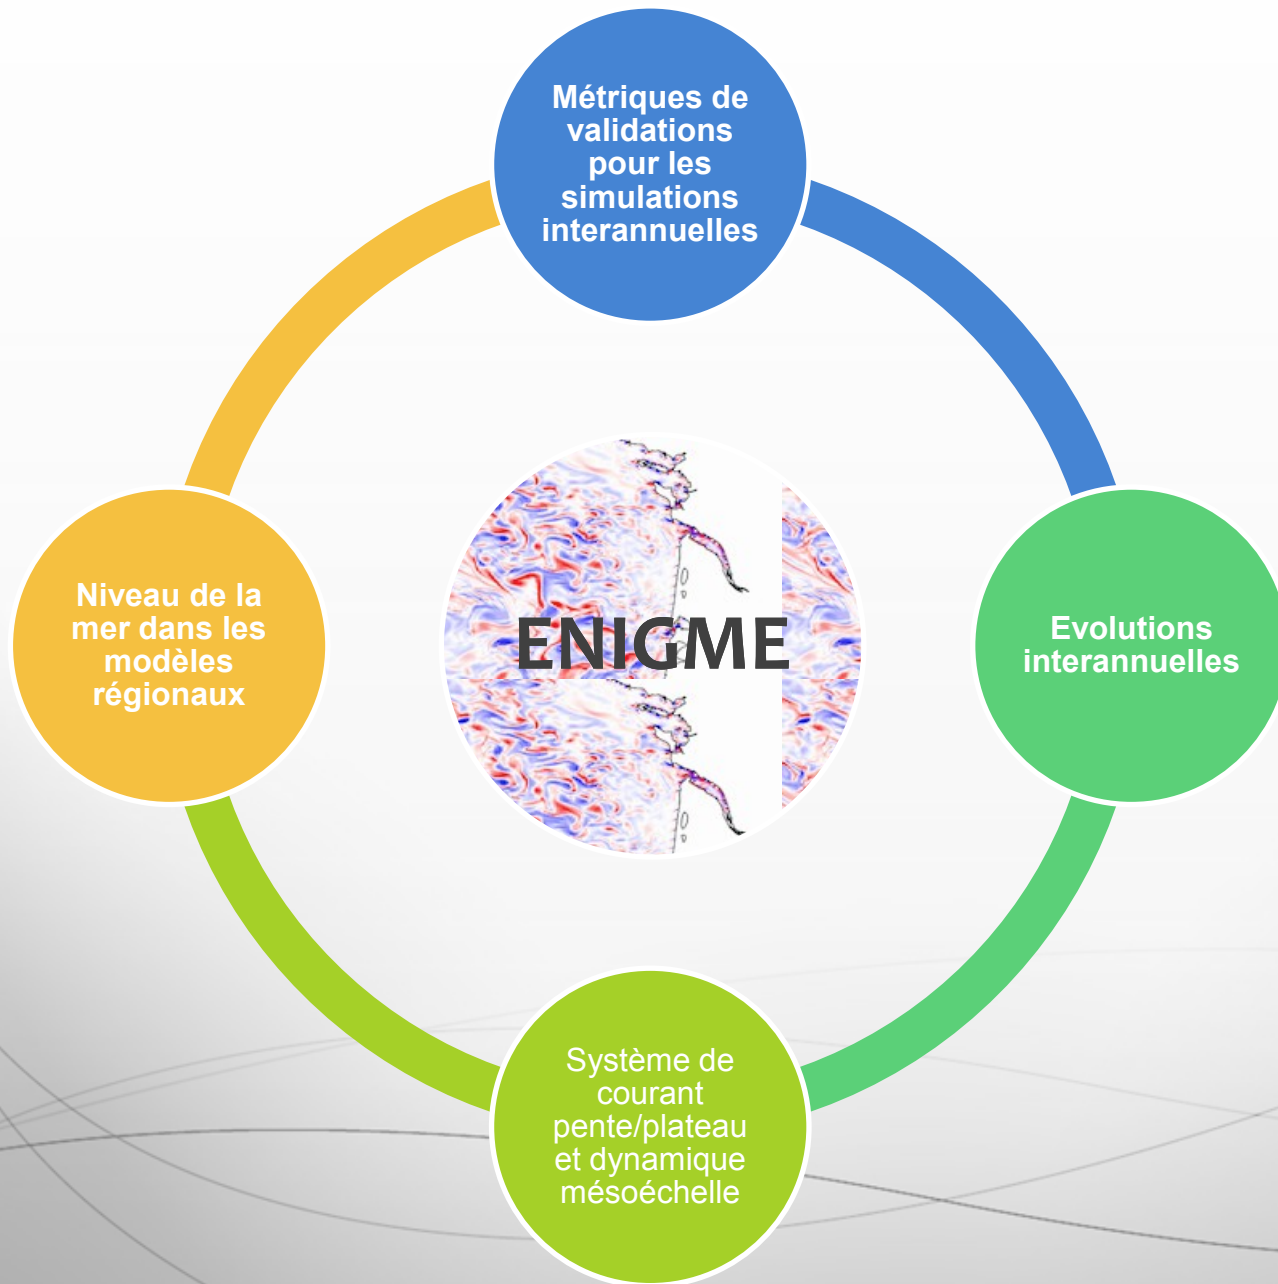 Métriques de
validations
pour les
simulations
interannuelles
Niveau de la
mer dans les
modèles
régionaux
ENIGME
Evolutions
interannuelles
Système de
courant
pente/plateau
et dynamique
mésoéchelle